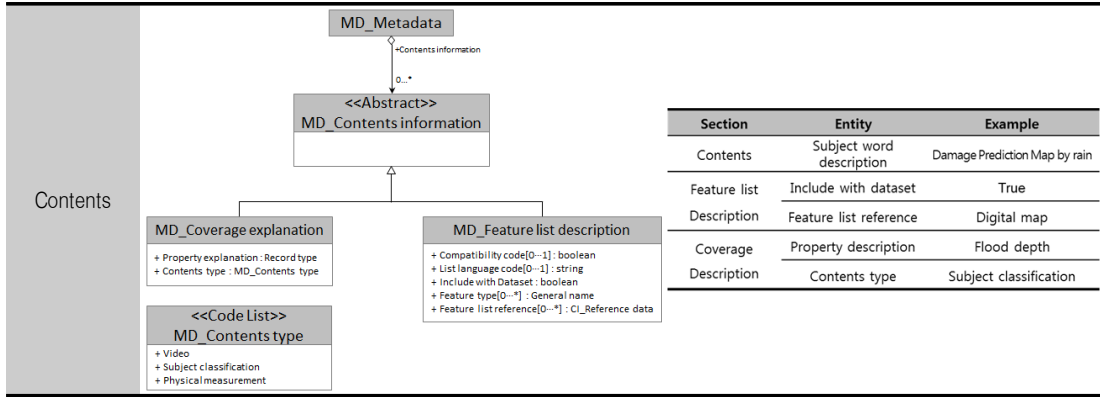 Contents
MD_Metadata
+Contents information
0...*
<<Abstract>>
MD_Contents information
MD_Coverage explanation
+ Property explanation : Record type
+ Contents type : MD_Contents type
MD_Feature list description
+ Compatibility code[0···1] : boolean
+ List language code[0···1] : string
+ Include with Dataset : boolean
+ Feature type[0···*] : General name
+ Feature list reference[0···*] : CI_Reference data
<<Code List>>
MD_Contents type
+ Video
+ Subject classification
+ Physical measurement
Section Entity Example
Contents Subject word description Damage Prediction Map by rain
Feature list Include with dataset True
Description Feature list reference Digital map
Coverage Property description Flood depth
Description Contents type Subject classification